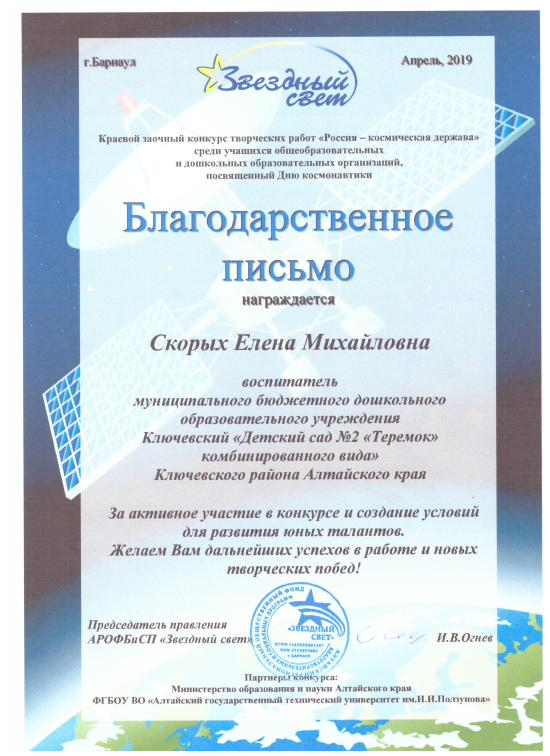 г.Барнаул
Апрель, 2019
Звездный
свет
Краевой заочный конкурс творческих работ «Россия – космическая держава»
среди учащихся общеобразовательных
и дошкольных образовательных организаций,
посвященный Дню космонавтики
Благодарственное
письмо
награждается
Скорых Елена Михайловна
воспитатель
муниципального бюджетного дошкольного
образовательного учреждения
Ключевский «Детский сад №2 «Теремок»
комбинированного вида»
Ключевского района Алтайского края
За активное участие в конкурсе и создание условий
для развития юных талантов.
Желаем Вам дальнейших успехов в работе и новых
творческих побед!
Председатель правления
АРОФБиСП «Звездный свет»
«ЗВЕЗДНЫЙ
СВЕТ»
г. БАРНАУЛ
И.В.Огнев
Партнеры конкурса:
Министерство образования и науки Алтайского края
ФГБОУ ВО «Алтайский государственный технический университет им.И.И.Ползунова»